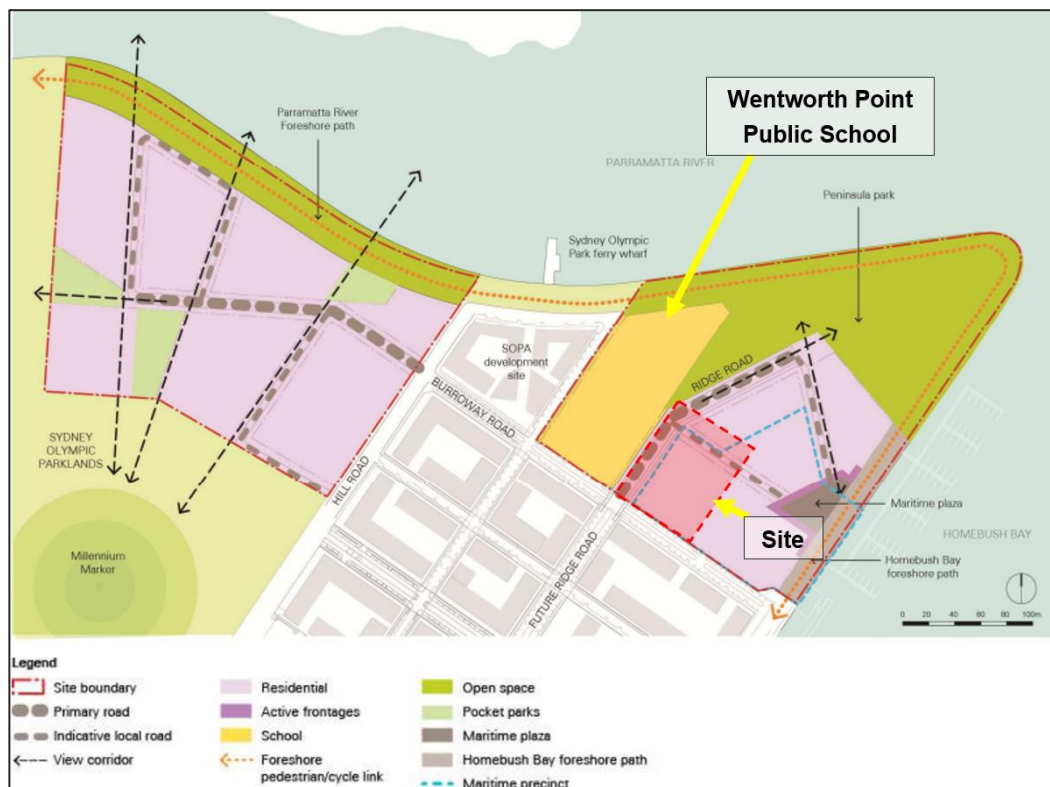 Wentworth Point
Public School
Parramatta River
Foreshore path
PARRAMATTA RIVER
Peninsula park
Sydney Olympic
Park ferry wharf
SOPA
development
site
RIDGE ROAD
BURROWAY ROAD
SYDNEY
OLYMPIC
PARKLANDS
HILL ROAD
Maritime plaza
Site
HOMEBUSH BAY
Homebush Bay
foreshore path
Millennium
Marker
FUTURE RIDGE ROAD
0 20 40 60 80 100m
Legend
Site boundary
Primary road
Indicative local road
View corridor
Residential
Active frontages
School
Foreshore
pedestrian/cycle link
Open space
Pocket parks
Maritime plaza
Homebush Bay foreshore path
Maritime precinct